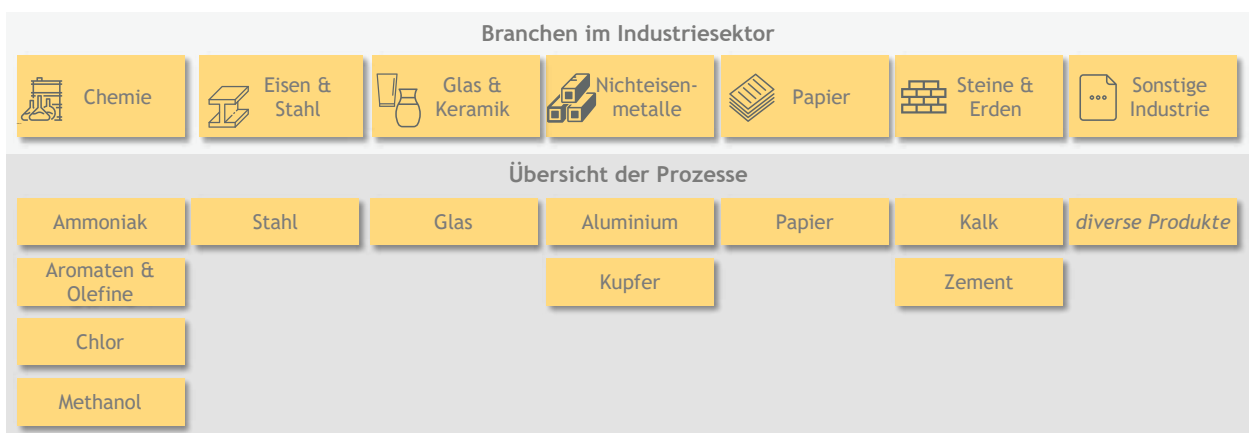 Branchen im Industriesektor
Chemie
Eisen &
Stahl
Glas &
Keramik
Nichteisen-
metalle
Papier
Steine &
Erden
Sonstige
Industrie
Übersicht der Prozesse
Ammoniak
Stahl
Glas
Aluminium
Papier
Kalk
diverse Produkte
Aromaten &
Olefine
Kupfer
Zement
Chlor
Methanol